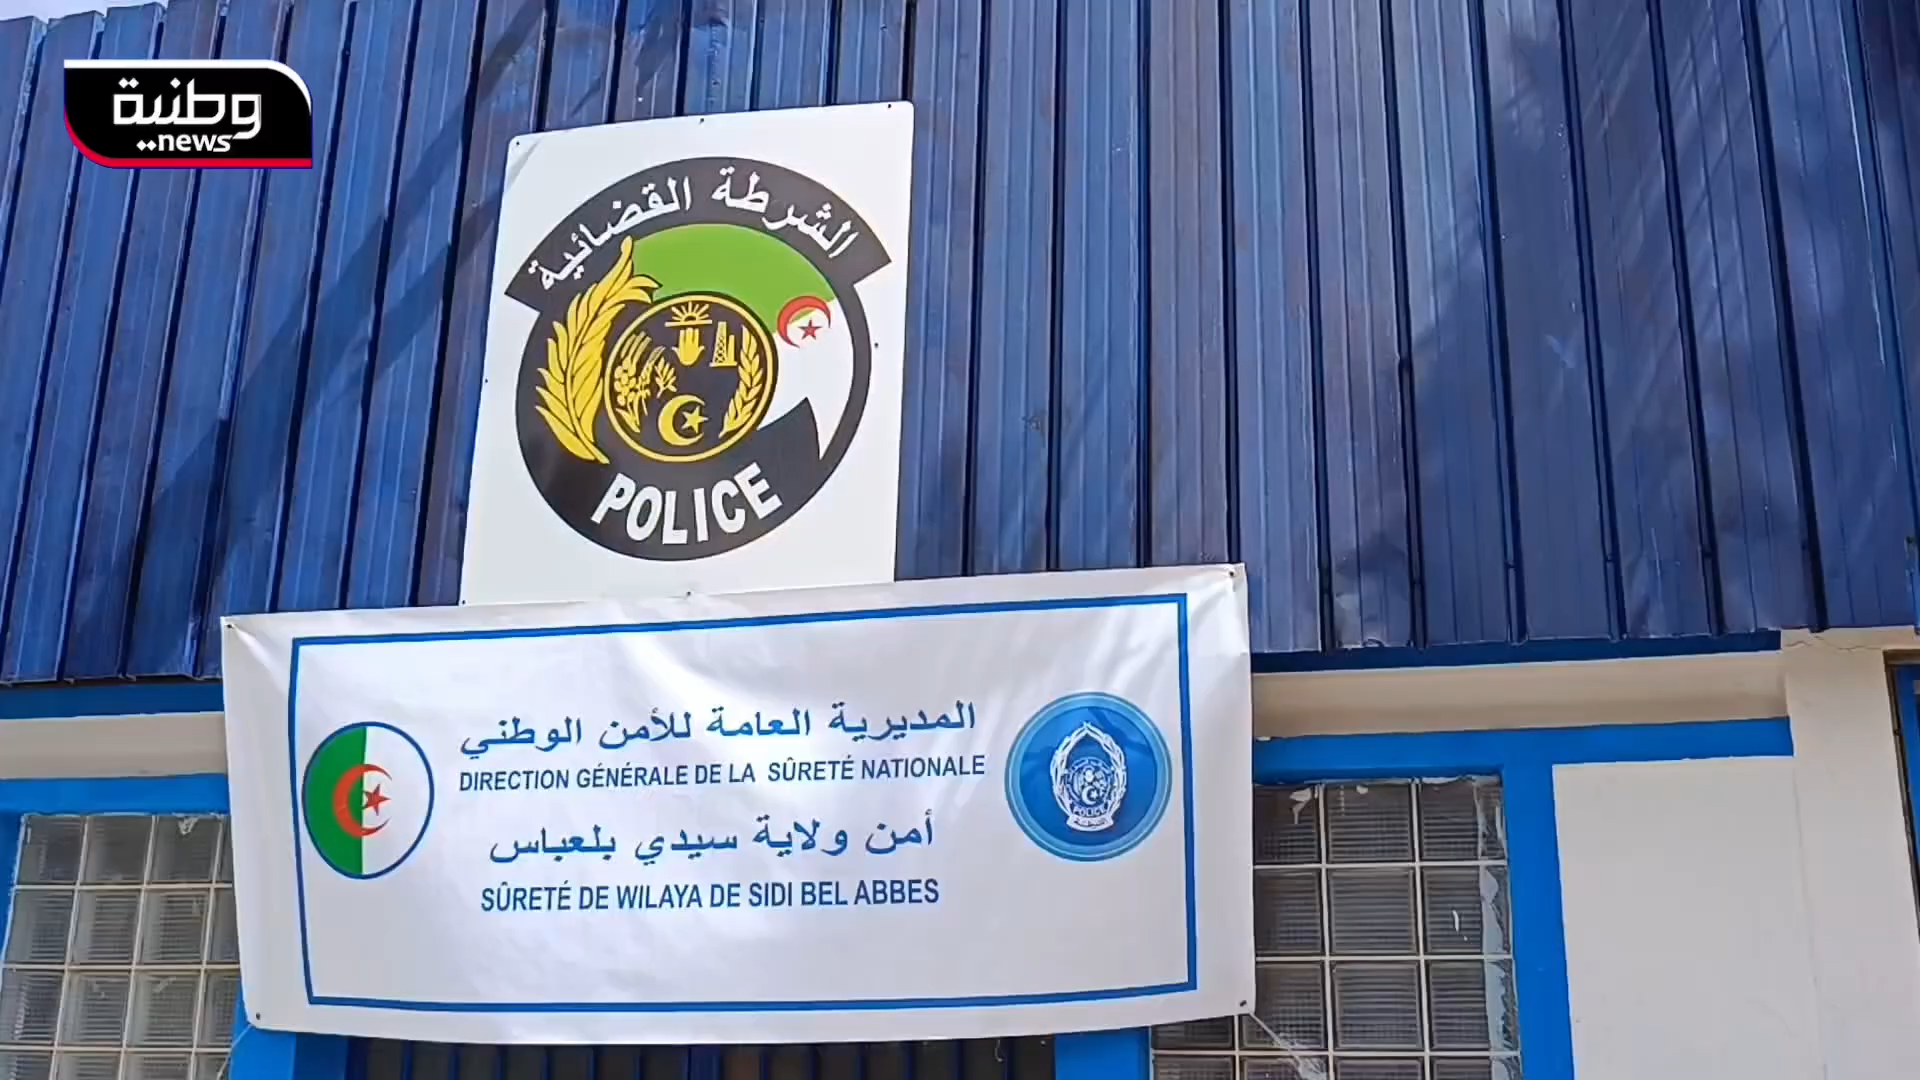 وطنية
news
الشرطة القضائية
POLICE
المديرية العامة للأمن الوطني
DIRECTION GÉNÉRALE DE LA SÛRETÉ NATIONALE
أمن ولاية سيدي بلعباس
SÛRETÉ DE WILAYA DE SIDI BEL ABBES
POLICE